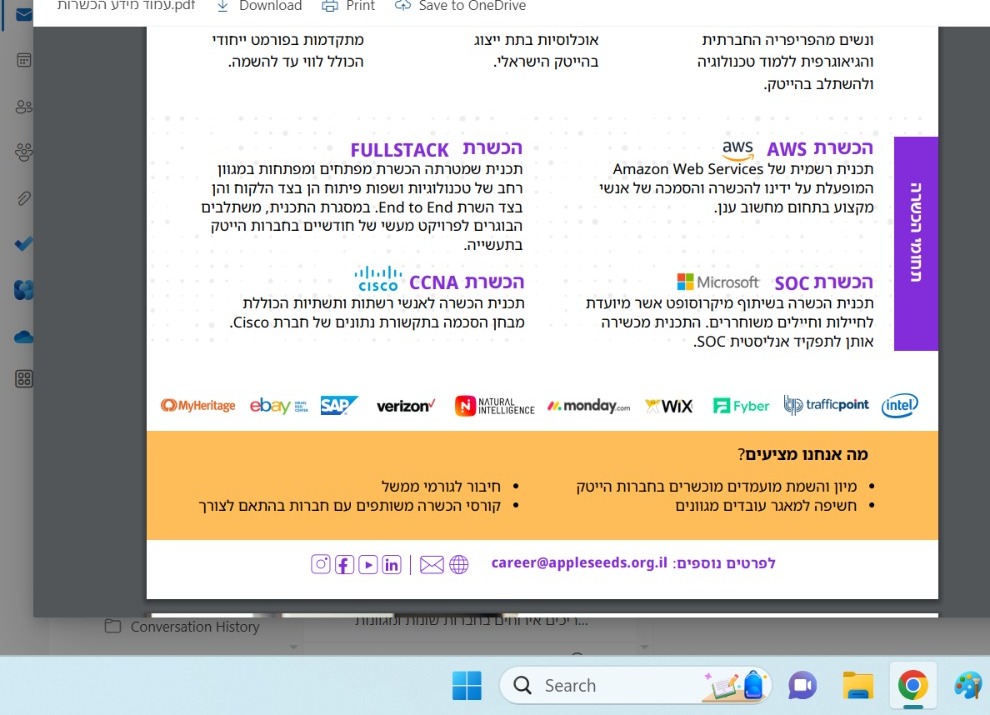 עמוד מידע הכשרות.pdf
Download
Print
Save to OneDrive
ונשים מהפריפריה החברתית
והגיאוגרפית ללמוד טכנולוגיה
ולהשתלב בהייטק.
אוכלוסיות בתת ייצוג
בהייטק הישראלי.
מתקדמות בפורמט ייחודי
הכולל לווי עד להשמה.
תחומי הכשרה
הכשרת AWS aws
תכנית רשמית של Amazon Web Services
המופעלת על ידינו להכשרה והסמכה של אנשי
מקצוע בתחום מחשוב ענן.
הכשרת FULLSTACK
תכנית שמטרתה הכשרת מפתחים ומפתחות במגוון
רחב של טכנולוגיות ושפות פיתוח הן בצד הלקוח והן
בצד השרת End to End. במסגרת התכנית, משתלבים
הבוגרים לפרויקט מעשי של חודשיים בחברות הייטק
בתעשייה.
הכשרת SOC Microsoft
תכנית הכשרה בשיתוף מיקרוסופט אשר מיועדת
לחיילות וחיילים משוחררים. התכנית מכשירה
אותן לתפקיד אנליסטית SOC.
הכשרת CCNA CISCO
תכנית הכשרה לאנשי רשתות ותשתיות הכוללת
מבחן הסכמה בתקשורת נתונים של חברת Cisco.
MyHeritage ebay SAP verizon NATURAL INTELLIGENCE monday.com WiX Fyber trafficpoint intel
מה אנחנו מציעים?
• מיון והשמת מועמדים מוכשרים בחברות הייטק
• חשיפה למאגר עובדים מגוונים
• חיבור לגורמי ממשל
• קורסי הכשרה משותפים עם חברות בהתאם לצורך
לפרטים נוספים: career@appleseeds.org.il
Conversation History
...ריכים אירוחים בחברות שונות ומגוונות
Search